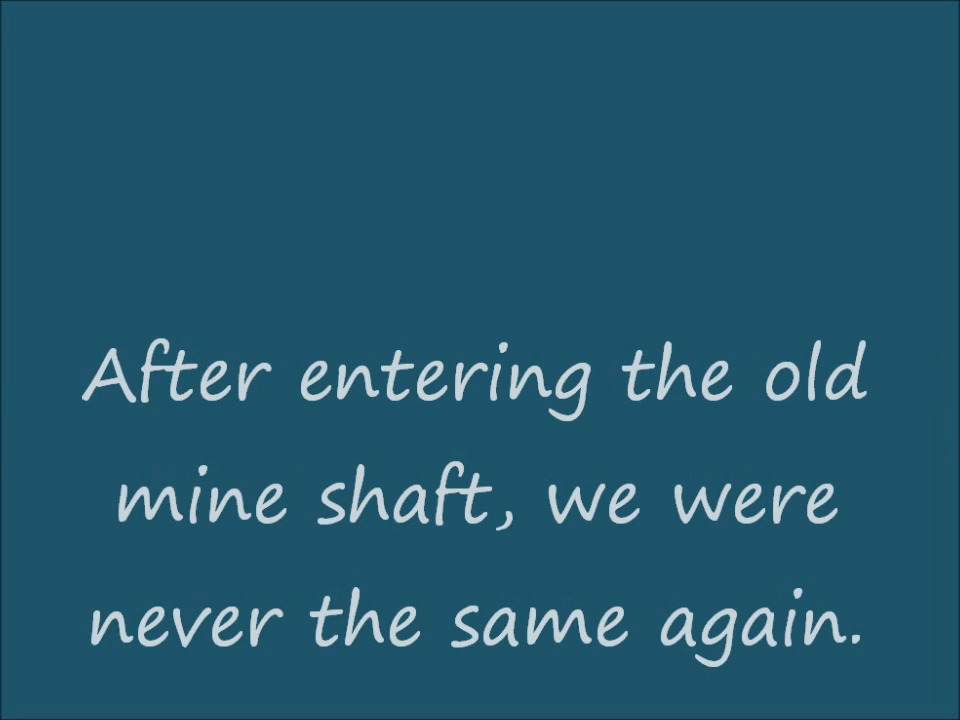 After entering the old
mine shaft, we were
never the same again.